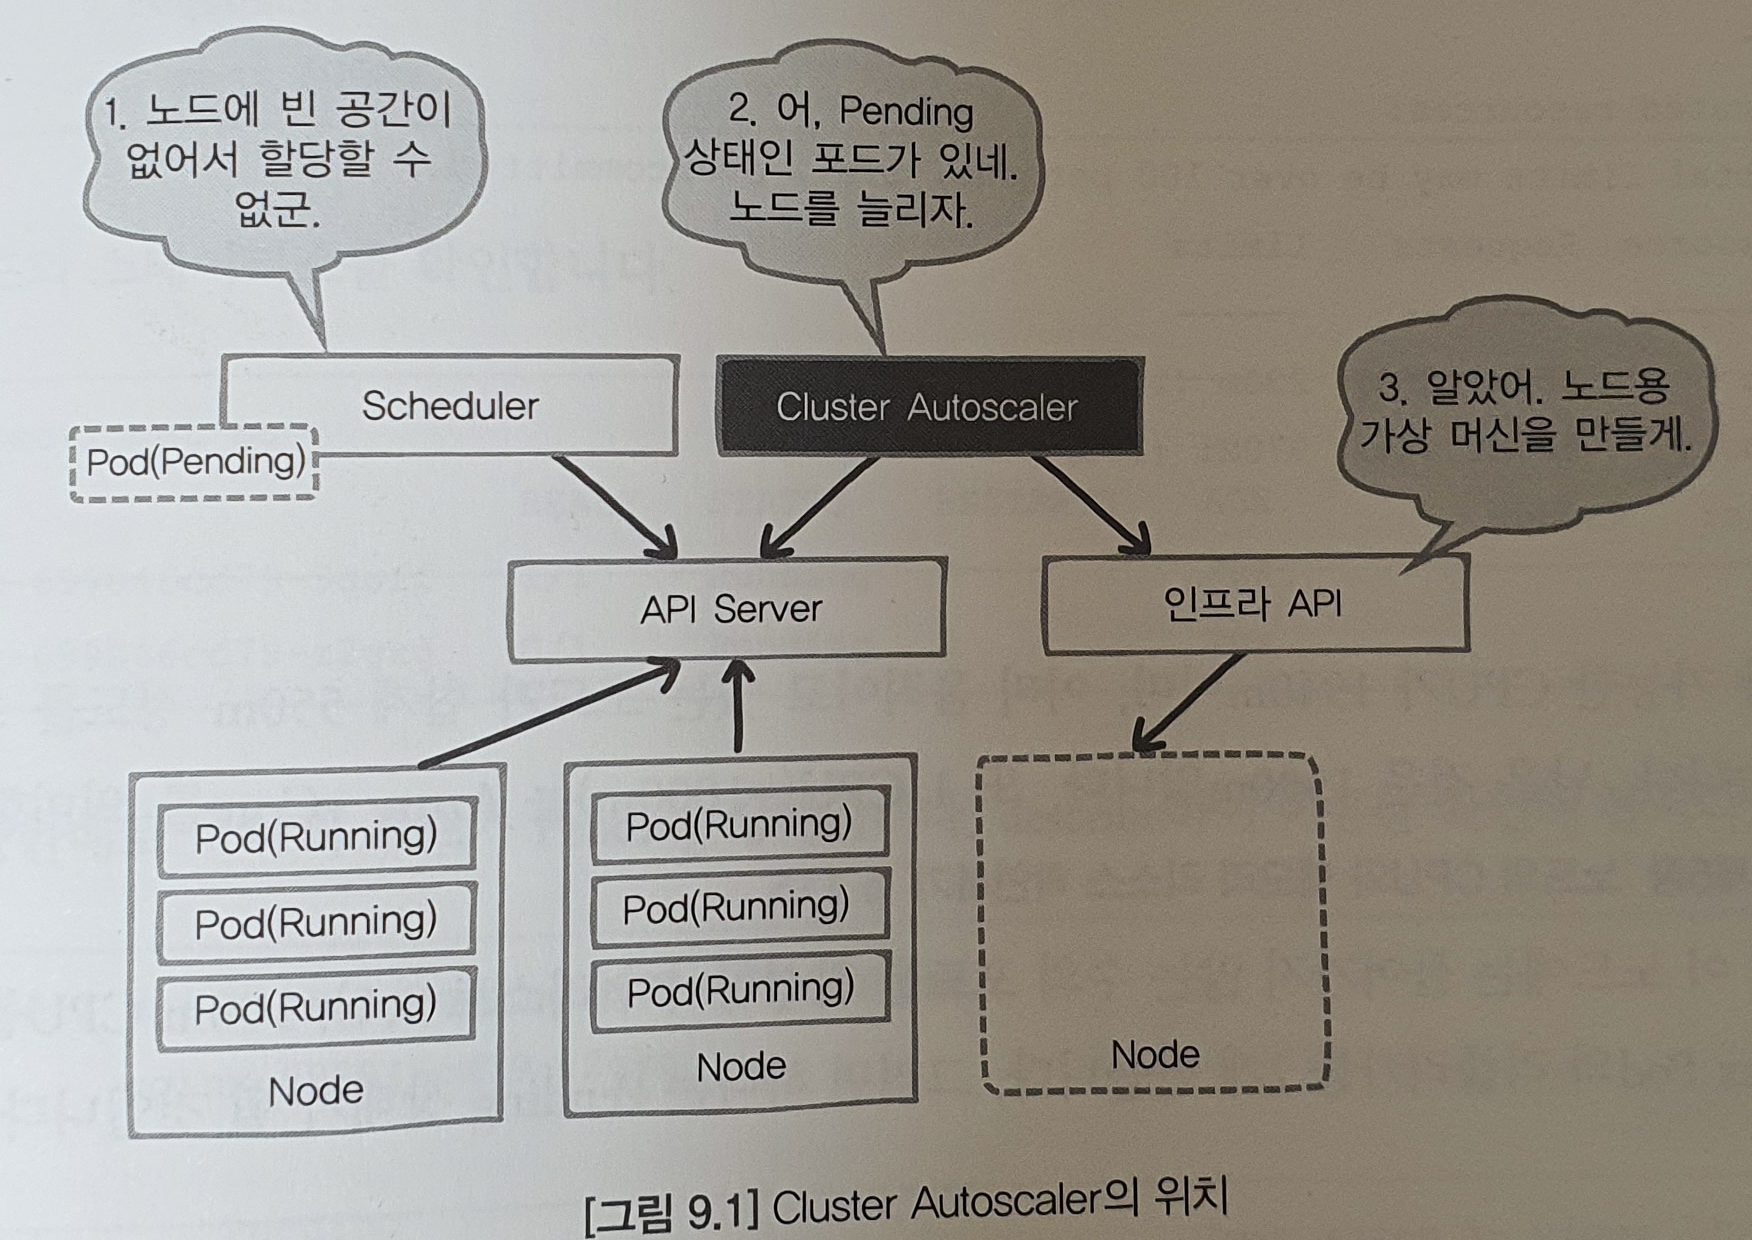 1. 노드에 빈 공간이
없어서 할당할 수
없군.
2. 어, Pending
상태인 포드가 있네.
노드를 늘리자.
3. 알았어. 노드용
가상 머신을 만들게.
Scheduler
Cluster Autoscaler
Pod(Pending)
API Server
인프라 API
Pod(Running)
Pod(Running)
Pod(Running)
Node
Pod(Running)
Pod(Running)
Pod(Running)
Node
Node
[그림 9.1] Cluster Autoscaler의 위치